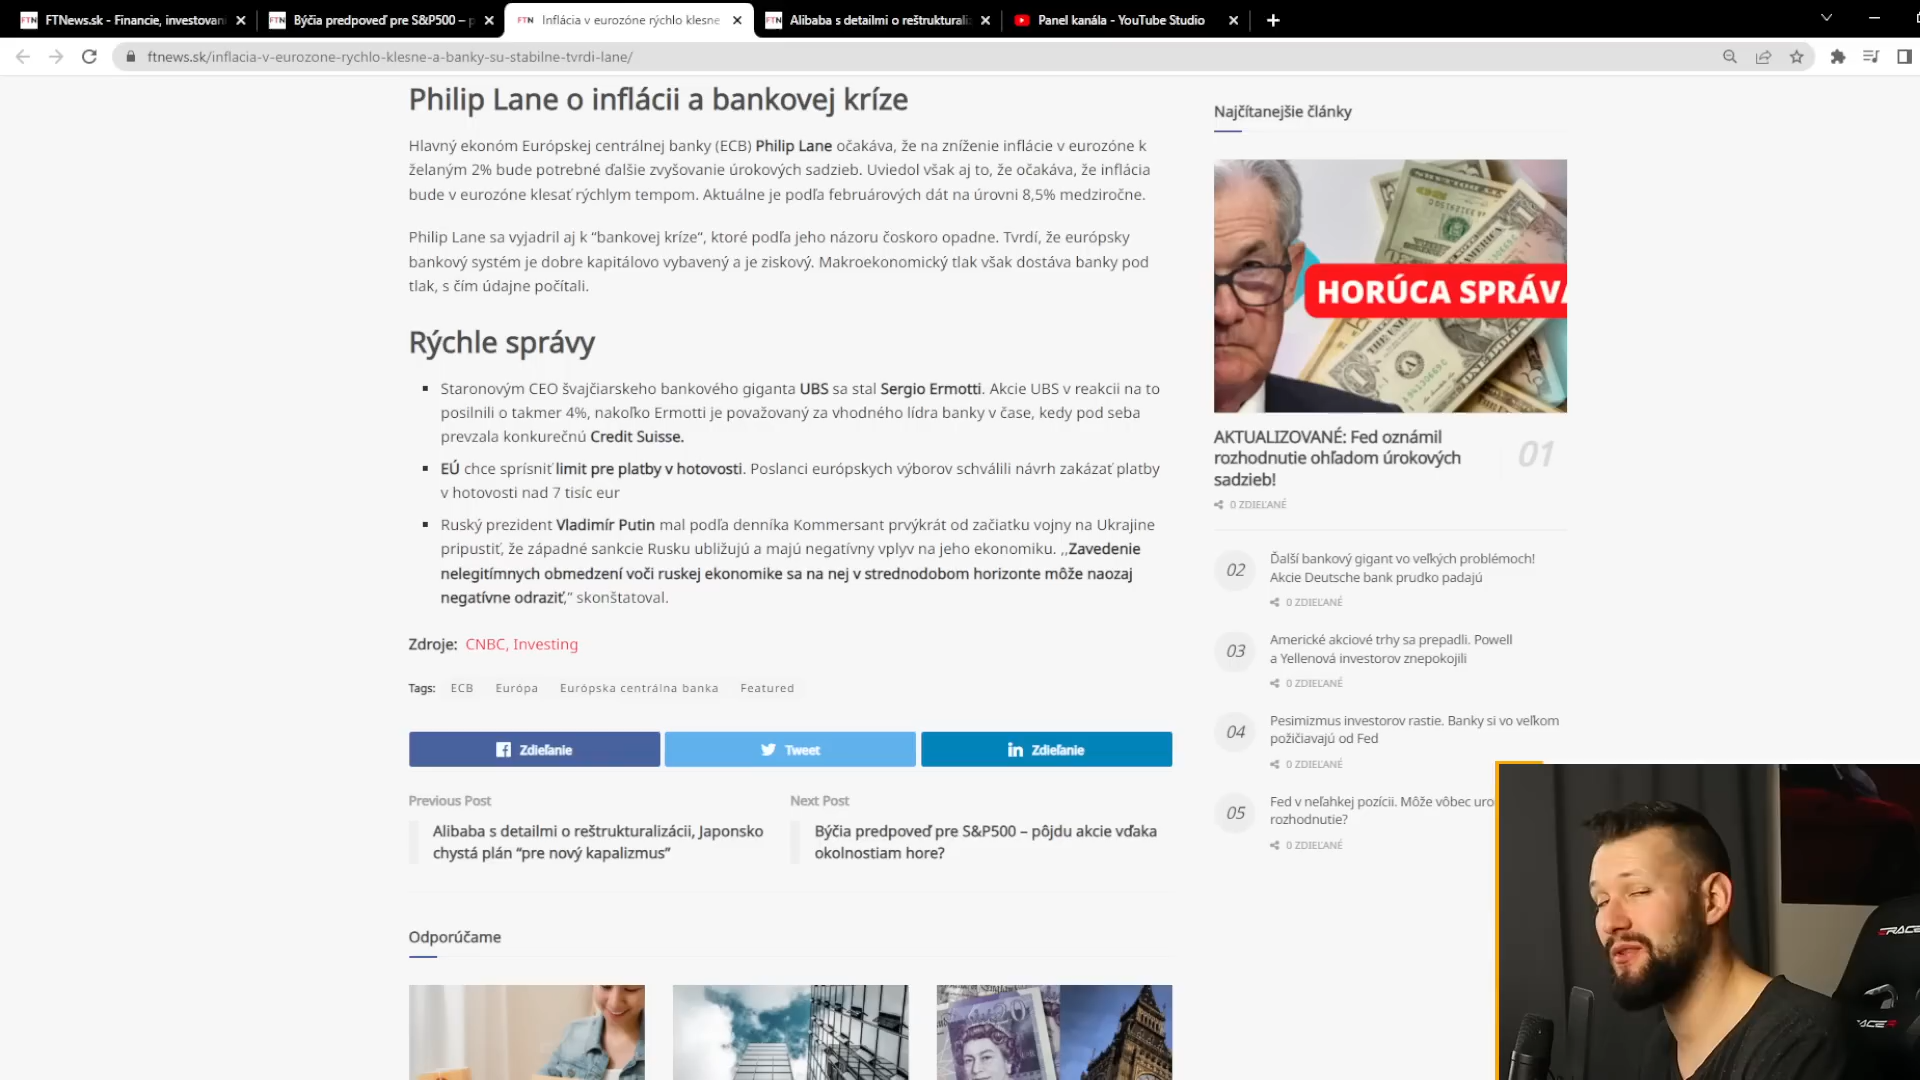 FTNews.sk - Financie, investovani
Býčia predpoveď pre S&P500 – p
Inflácia v eurozóne rýchlo klesne
Alibaba s detailmi o reštrukturali
Panel kanála - YouTube Studio
ftnews.sk/inflacia-v-eurozone-rychlo-klesne-a-banky-su-stabilne-tvrdi-lane/
Philip Lane o inflácii a bankovej kríze
Hlavný ekonóm Európskej centrálnej banky (ECB) Philip Lane očakáva, že na zníženie inflácie v eurozóne k
želaným 2% bude potrebné ďalšie zvyšovanie úrokových sadzieb. Uviedol však aj to, že očakáva, že inflácia
bude v eurozóne klesať rýchlym tempom. Aktuálne je podľa februárových dát na úrovni 8,5% medziročne.
Philip Lane sa vyjadril aj k “bankovej kríze“, ktoré podľa jeho názoru čoskoro opadne. Tvrdí, že európsky
bankový systém je dobre kapitálovo vybavený a je ziskový. Makroekonomický tlak však dostáva banky pod
tlak, s čím údajne počítali.
Rýchle správy
Staronovým CEO švajčiarskeho bankového giganta UBS sa stal Sergio Ermotti. Akcie UBS v reakcii na to
posilnili o takmer 4%, nakoľko Ermotti je považovaný za vhodného lídra banky v čase, kedy pod seba
prevzala konkurečnú Credit Suisse.
EÚ chce sprísniť limit pre platby v hotovosti. Poslanci európskych výborov schválili návrh zakázať platby
v hotovosti nad 7 tisíc eur
Ruský prezident Vladimír Putin mal podľa denníka Kommersant prvýkrát od začiatku vojny na Ukrajine
pripustiť, že západné sankcie Rusku ubližujú a majú negatívny vplyv na jeho ekonomiku. ,,Zavedenie
nelegitímnych obmedzení voči ruskej ekonomike sa na nej v strednodobom horizonte môže naozaj
negatívne odraziť,” skonštatoval.
Zdroje: CNBC, Investing
Tags: ECB Európa Európska centrálna banka Featured
Zdieľanie
Tweet
Zdieľanie
Previous Post
Alibaba s detailmi o reštrukturalizácii, Japonsko
chystá plán “pre nový kapalizmus”
Next Post
Býčia predpoveď pre S&P500 – pôjdu akcie vďaka
okolnostiam hore?
Odporúčame
Najčítanejšie články
HORÚCA SPRÁVA
AKTUALIZOVANÉ: Fed oznámil
rozhodnutie ohľadom úrokových
sadzieb!
01
0 ZDIEĽANÉ
02
Ďalší bankový gigant vo veľkých problémoch!
Akcie Deutsche bank prudko padajú
0 ZDIEĽANÉ
03
Americké akciové trhy sa prepadli. Powell
a Yellenová investorov znepokojili
0 ZDIEĽANÉ
04
Pesimizmus investorov rastie. Banky si vo veľkom
požičiavajú od Fed
0 ZDIEĽANÉ
05
Fed v neľahkej pozícii. Môže vôbec uro
rozhodnutie?
0 ZDIEĽANÉ